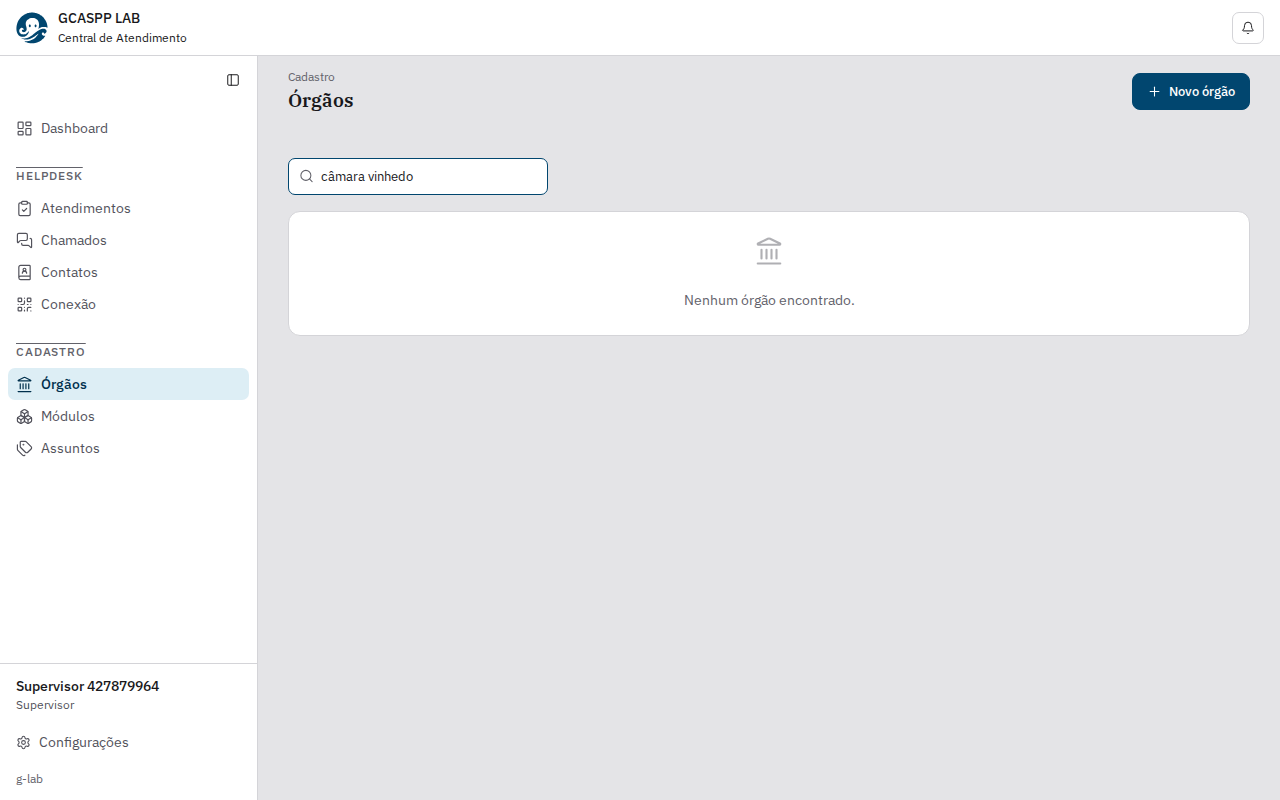 GCASPP LAB
Central de Atendimento
Dashboard
HELPDESK
Atendimentos
Chamados
Contatos
Conexão
CADASTRO
Órgãos
Módulos
Assuntos
Supervisor 427879964
Supervisor
Configurações
g-lab
Cadastro
Órgãos
Novo órgão
câmara vinhedo
Nenhum órgão encontrado.